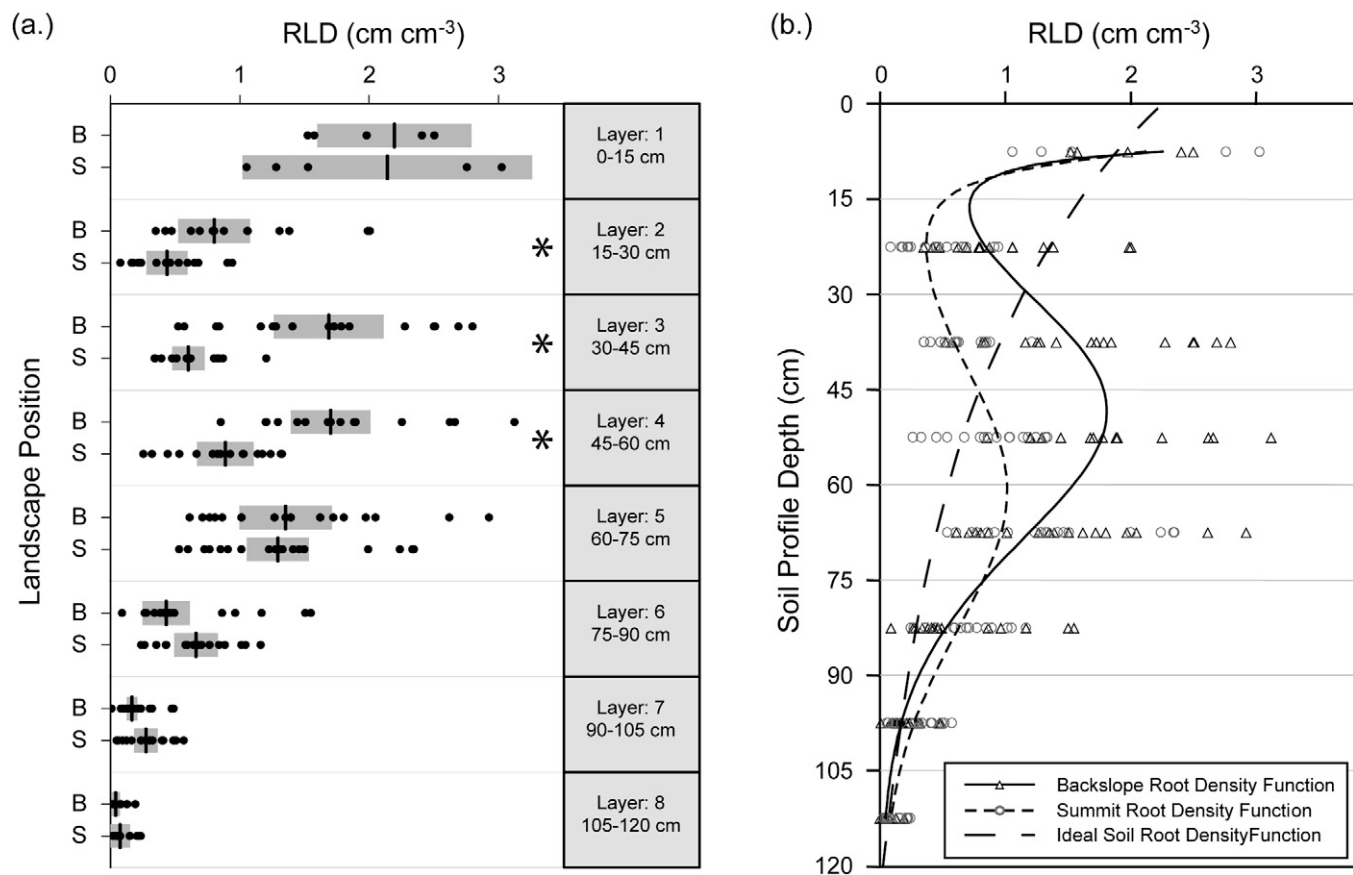 (a.)
RLD (cm cm-3)
0 1 2 3
Landscape Position
B
S
Layer: 1
0-15 cm
B
S
*
Layer: 2
15-30 cm
B
S
*
Layer: 3
30-45 cm
B
S
*
Layer: 4
45-60 cm
B
S
Layer: 5
60-75 cm
B
S
Layer: 6
75-90 cm
B
S
Layer: 7
90-105 cm
B
S
Layer: 8
105-120 cm
(b.)
RLD (cm cm-3)
0 1 2 3
Soil Profile Depth (cm)
0
15
30
45
60
75
90
105
120
Backslope Root Density Function
Summit Root Density Function
Ideal Soil Root DensityFunction